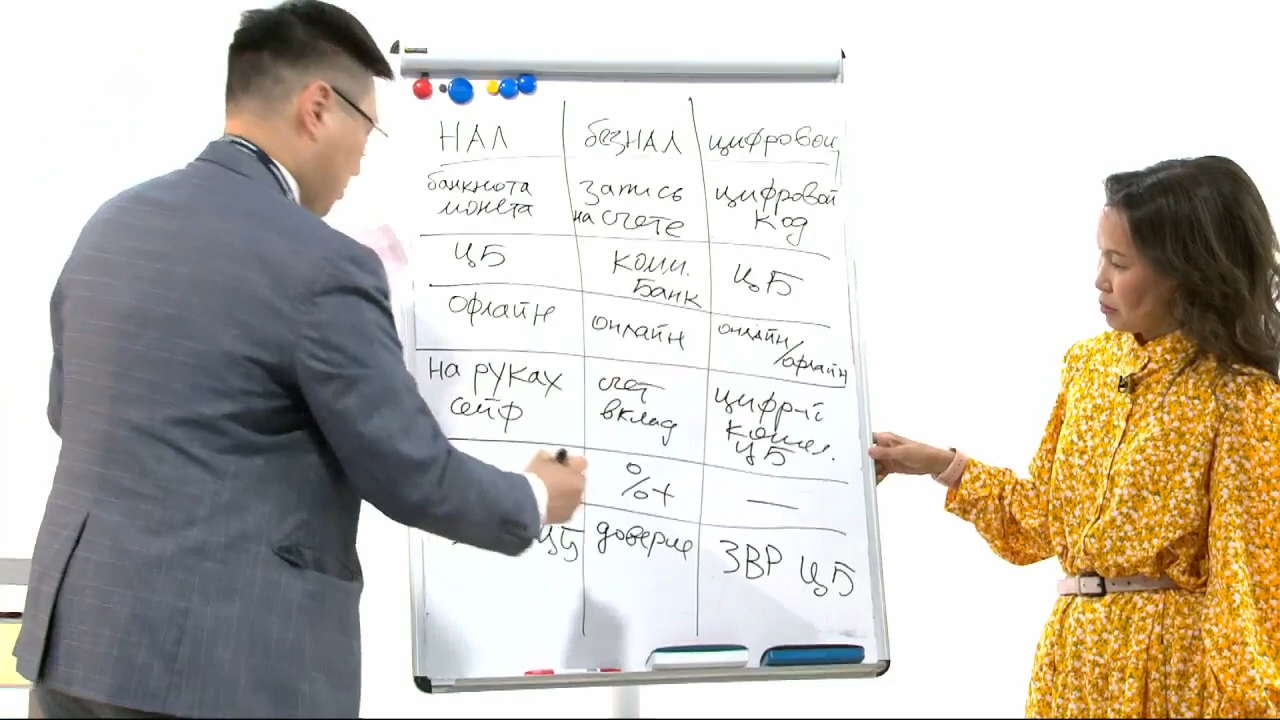 НАЛ безНАЛ цифровой
банкнота запись цифровой
монета на счете код
ЦБ комм. ЦБ
Банк
офлайн онлайн онлайн/офлайн
на руках счет цифр-й
сейф вклад кошел.
ЦБ
%+ —
ЦБ доверие ЗВР ЦБ